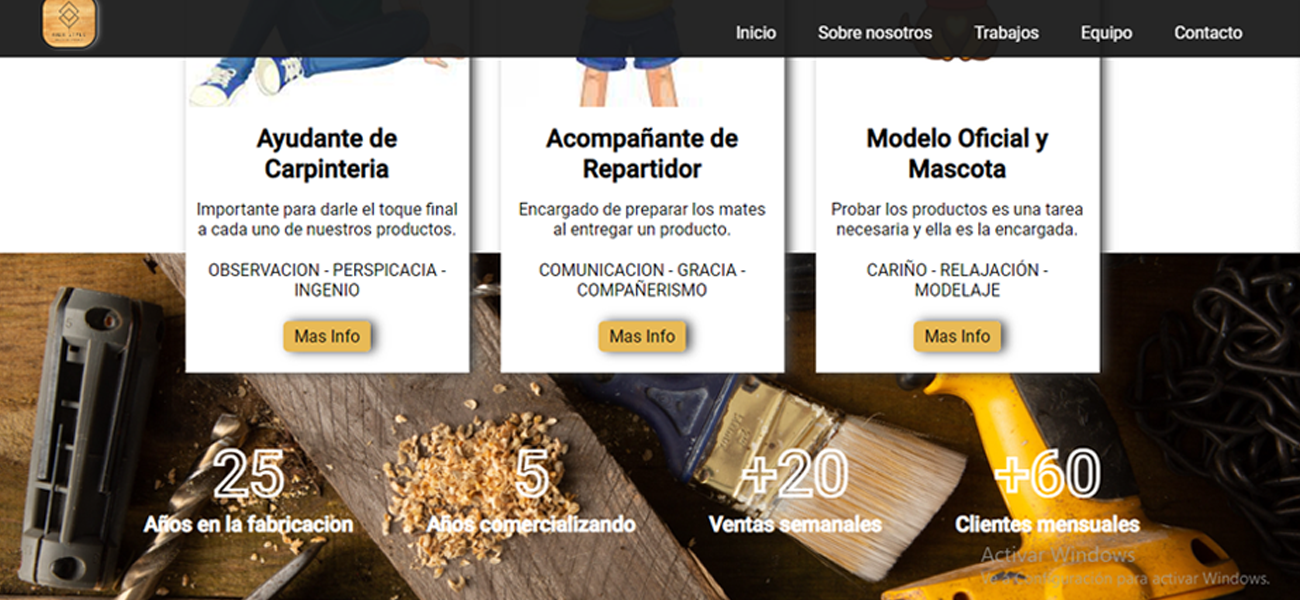 Inicio
Sobre nosotros
Trabajos
Equipo
Contacto
Ayudante de
Carpinteria
Importante para darle el toque final
a cada uno de nuestros productos.
OBSERVACION - PERSPICACIA -
INGENIO
Mas Info
Acompañante de
Repartidor
Encargado de preparar los mates
al entregar un producto.
COMUNICACION - GRACIA -
COMPAÑERISMO
Mas Info
Modelo Oficial y
Mascota
Probar los productos es una tarea
necesaria y ella es la encargada.
CARIÑO - RELAJACIÓN -
MODELAJE
Mas Info
25
Años en la fabricacion
5
Años comercializando
+20
Ventas semanales
+60
Clientes mensuales
Activar Windows
Ve a Configuración para activar Windows.